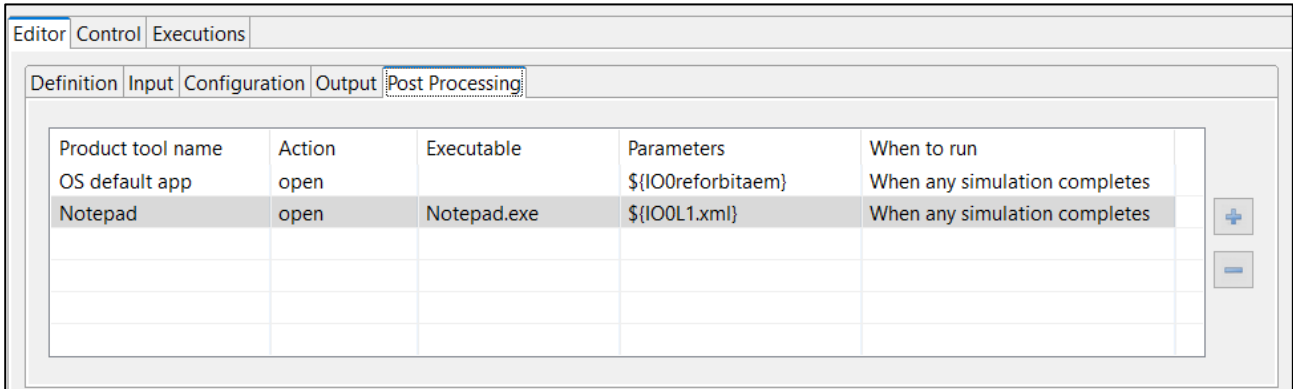 Editor Control Executions
Definition Input Configuration Output Post Processing
Product tool name Action Executable Parameters When to run
OS default app open ${IO0reforbitaem} When any simulation completes
Notepad open Notepad.exe ${IO0L1.xml} When any simulation completes